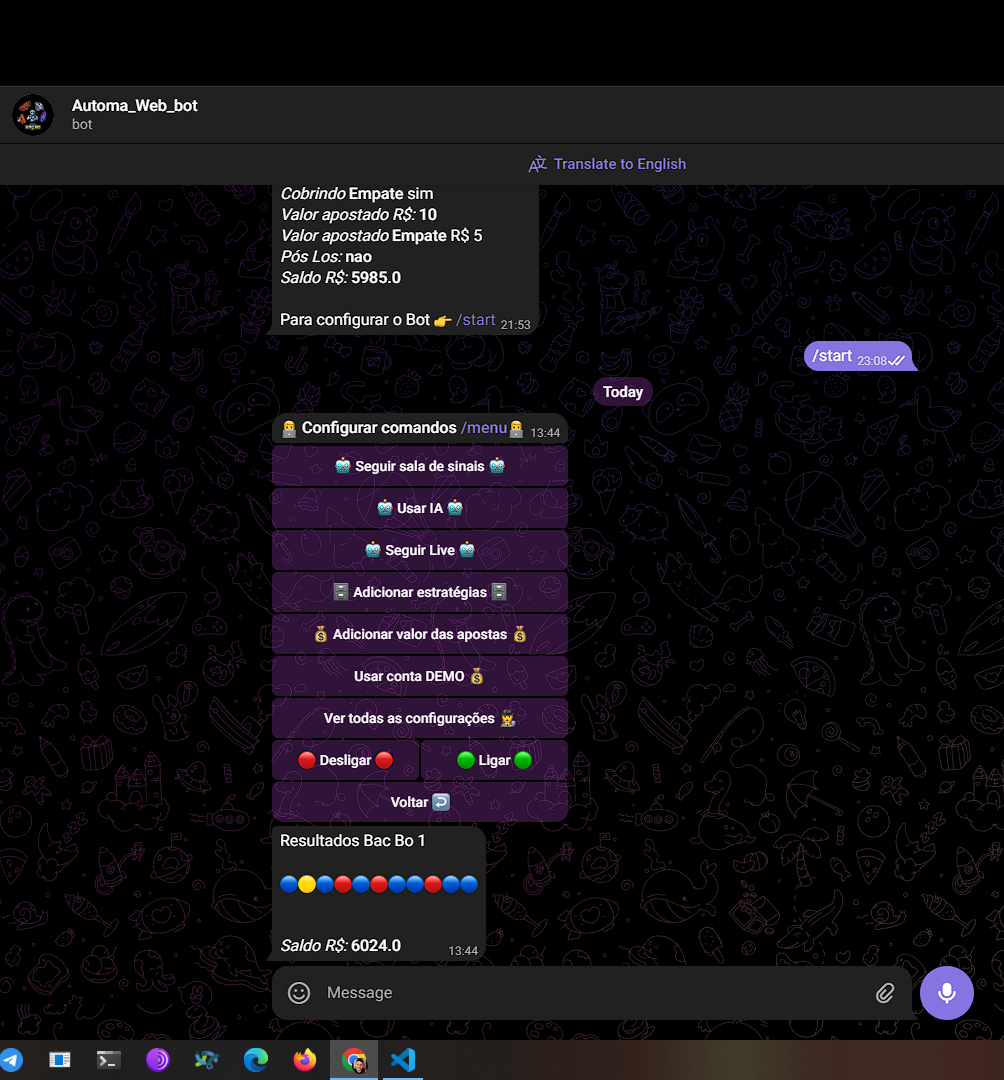 Automa_Web_bot
bot
Translate to English
Cobrindo Empate sim
Valor apostado R$: 10
Valor apostado Empate R$ 5
Pós Los: nao
Saldo R$: 5985.0
Para configurar o Bot 👉 /start 21:53
/start 23:08
Today
👨‍💻 Configurar comandos /menu 👨‍💻 13:44
🤖 Seguir sala de sinais 🤖
🤖 Usar IA 🤖
🤖 Seguir Live 🤖
🗄 Adicionar estratégias 🗄
💰 Adicionar valor das apostas 💰
Usar conta DEMO 💰
Ver todas as configurações 🕵️
🔴 Desligar 🔴 🟢 Ligar 🟢
Voltar ↩️
Resultados Bac Bo 1
🔵🟡🔵🔴🔵🔴🔵🔵🔴🔵🔵
Saldo R$: 6024.0 13:44
Message